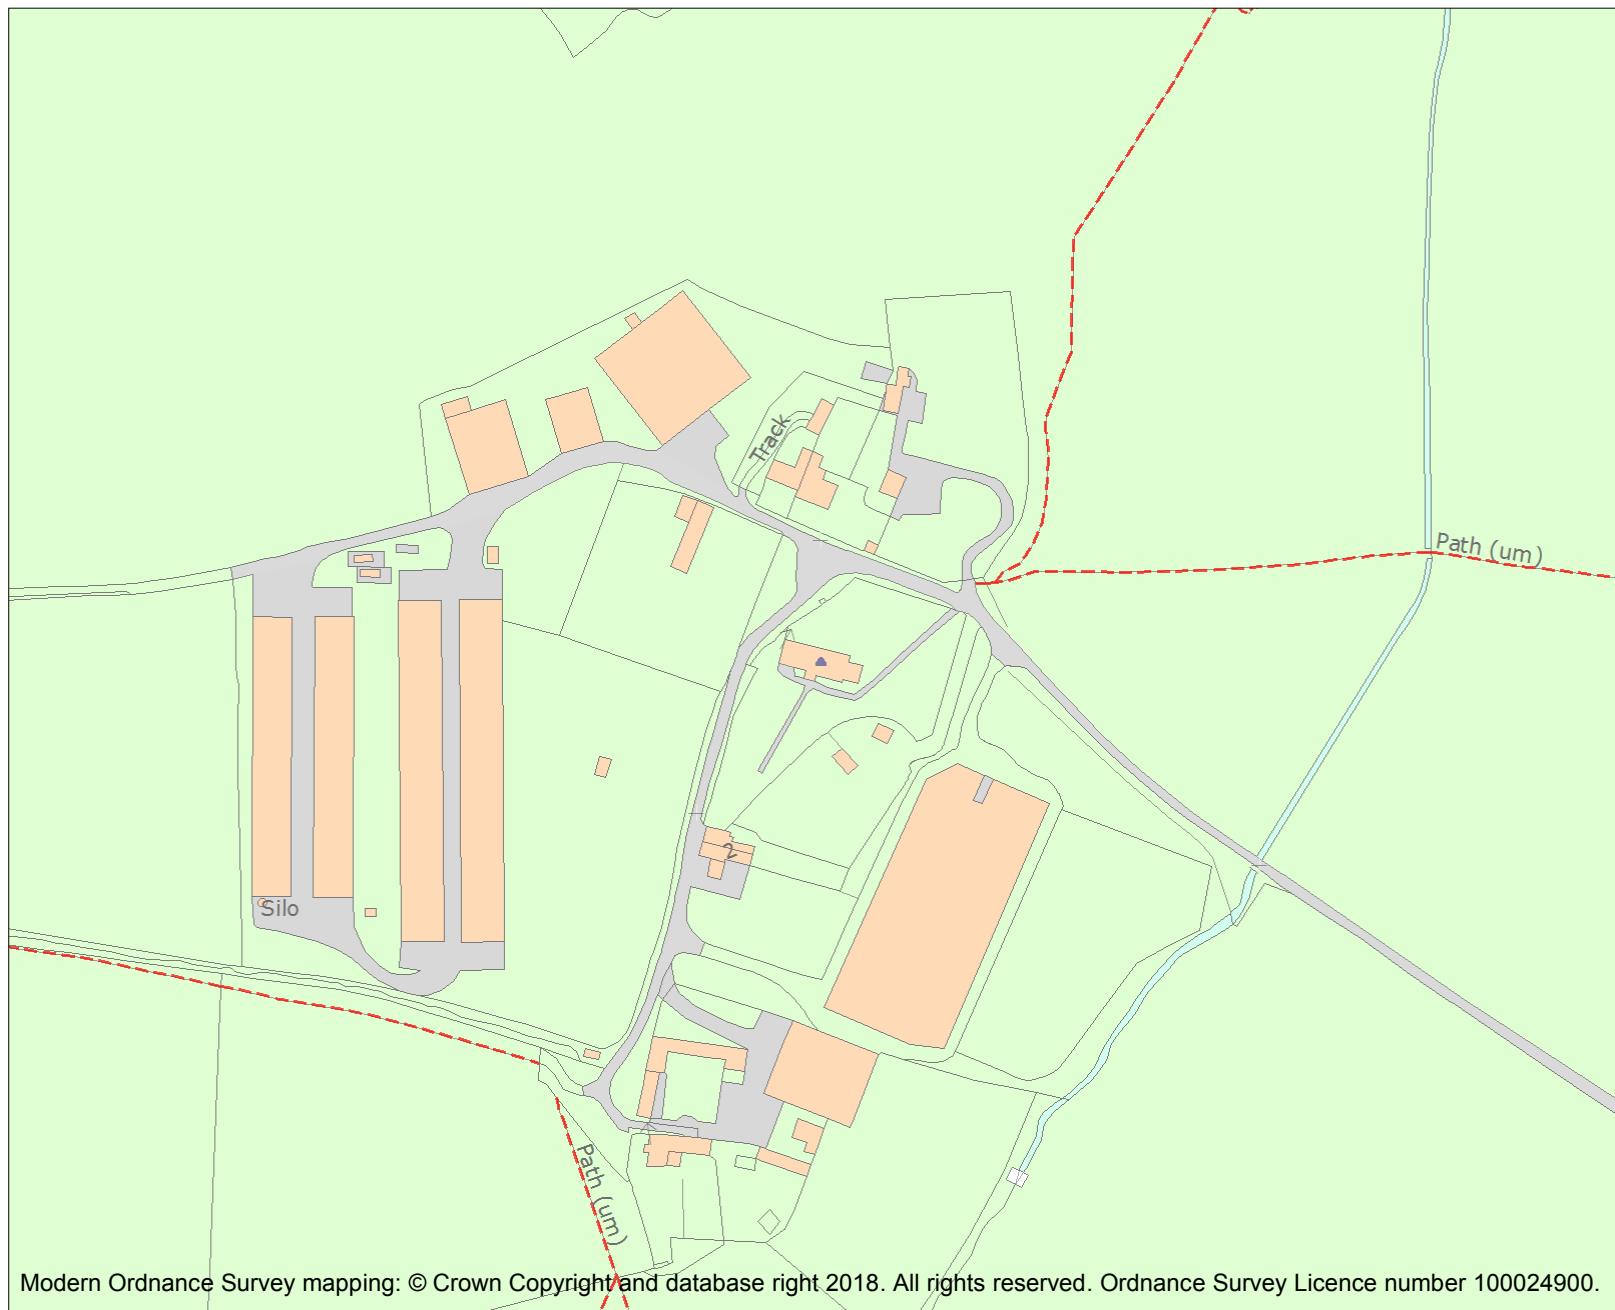 Track
Path (um)
2
Silo
Path (um)
Modern Ordnance Survey mapping: © Crown Copyright and database right 2018. All rights reserved. Ordnance Survey Licence number 100024900.